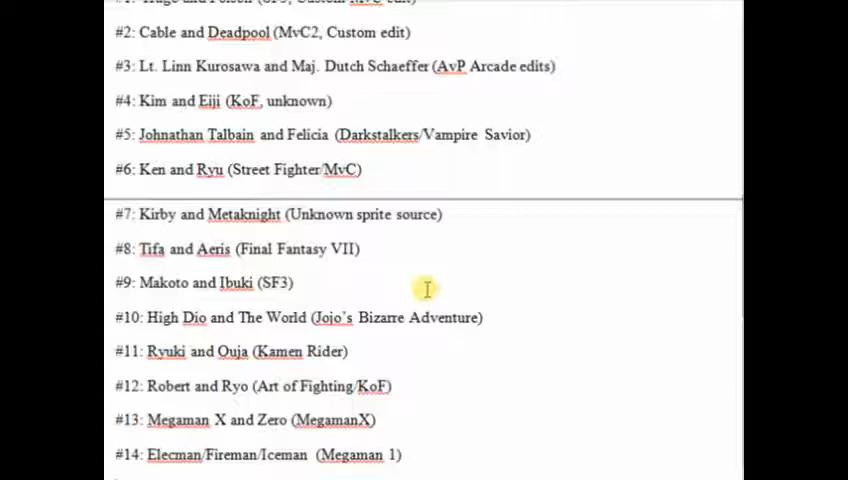 #2: Cable and Deadpool (MvC2, Custom edit)
#3: Lt. Linn Kurosawa and Maj. Dutch Schaeffer (AvP Arcade edits)
#4: Kim and Eiji (KoF, unknown)
#5: Johnathan Talbain and Felicia (Darkstalkers/Vampire Savior)
#6: Ken and Ryu (Street Fighter/MvC)
#7: Kirby and Metaknight (Unknown sprite source)
#8: Tifa and Aeris (Final Fantasy VII)
#9: Makoto and Ibuki (SF3)
#10: High Dio and The World (Jojo's Bizarre Adventure)
#11: Ryuki and Ouja (Kamen Rider)
#12: Robert and Ryo (Art of Fighting/KoF)
#13: Megaman X and Zero (MegamanX)
#14: Elecman/Fireman/Iceman (Megaman 1)